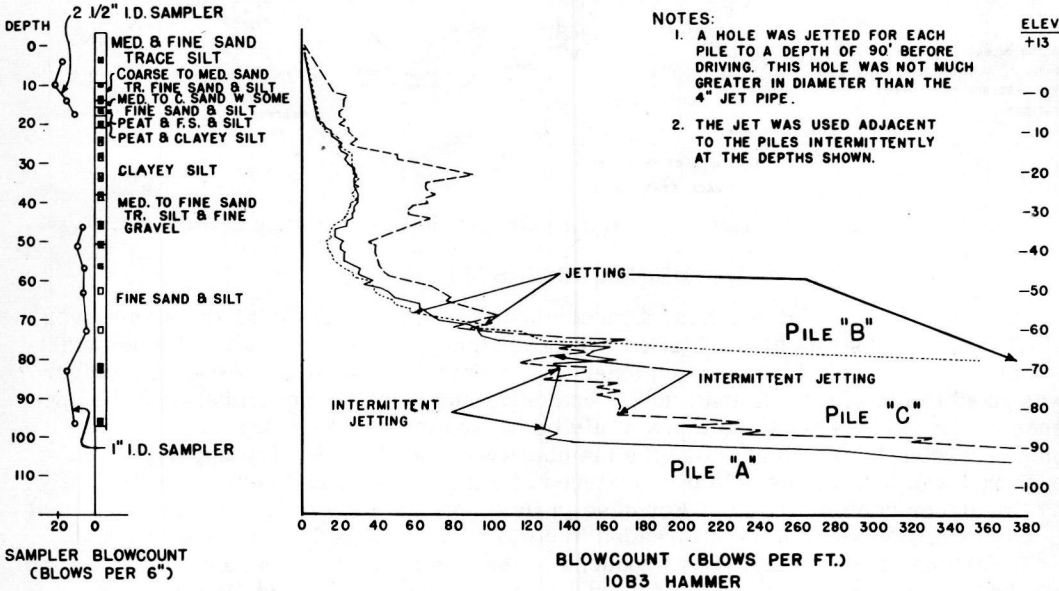 DEPTH
2 1/2" I.D. SAMPLER
0
10
20
30
40
50
60
70
80
90
100
110
MED. & FINE SAND
TRACE SILT
COARSE TO MED. SAND
TR. FINE SAND & SILT
MED. TO C. SAND W SOME
FINE SAND & SILT
PEAT & F.S. & SILT
PEAT & CLAYEY SILT
CLAYEY SILT
MED. TO FINE SAND
TR. SILT & FINE
GRAVEL
FINE SAND & SILT
1" I.D. SAMPLER
20 0
SAMPLER BLOWCOUNT
(BLOWS PER 6")
NOTES:
1. A HOLE WAS JETTED FOR EACH
PILE TO A DEPTH OF 90' BEFORE
DRIVING. THIS HOLE WAS NOT MUCH
GREATER IN DIAMETER THAN THE
4" JET PIPE.
2. THE JET WAS USED ADJACENT
TO THE PILES INTERMITTENTLY
AT THE DEPTHS SHOWN.
JETTING
PILE "B"
INTERMITTENT JETTING
INTERMITTENT
JETTING
PILE "C"
PILE "A"
ELEV
+13
0
-10
-20
-30
-40
-50
-60
-70
-80
-90
-100
0 20 40 60 80 100 120 140 160 180 200 220 240 260 280 300 320 340 360 380
BLOWCOUNT (BLOWS PER FT.)
10B3 HAMMER